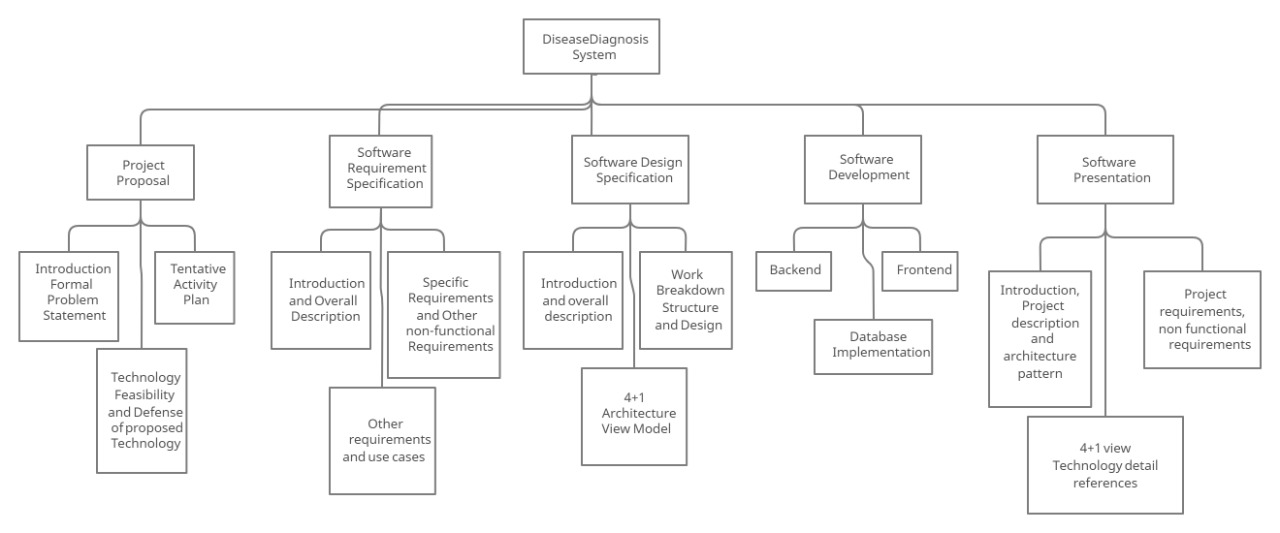 DiseaseDiagnosis
System
Project
Proposal
Software
Requirement
Specification
Software Design
Specification
Software
Development
Software
Presentation
Introduction
Formal
Problem
Statement
Tentative
Activity
Plan
Technology
Feasibility
and Defense
of proposed
Technology
Introduction
and Overall
Description
Specific
Requirements
and Other
non-functional
Requirements
Other
requirements
and use cases
Introduction
and overall
description
Work
Breakdown
Structure
and Design
4+1
Architecture
View Model
Backend
Frontend
Database
Implementation
Introduction,
Project
description
and
architecture
pattern
Project
requirements,
non functional
requirements
4+1 view
Technology detail
references